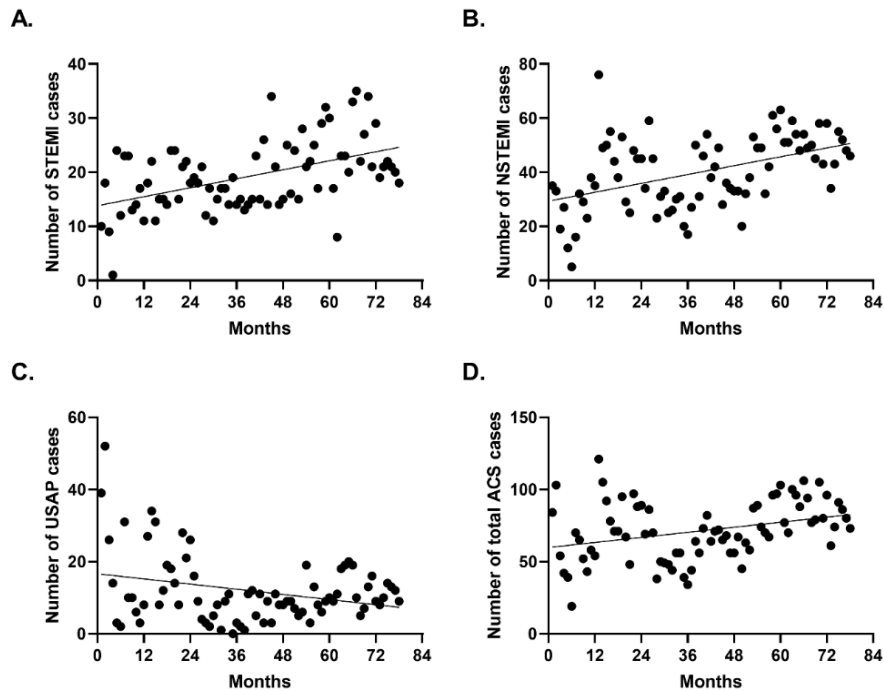 A.
Number of STEMI cases
40
30
20
10
0
0 12 24 36 48 60 72 84
Months
B.
Number of NSTEMI cases
80
60
40
20
0
0 12 24 36 48 60 72 84
Months
C.
Number of USAP cases
60
40
20
0
0 12 24 36 48 60 72 84
Months
D.
Number of total ACS cases
150
100
50
0
0 12 24 36 48 60 72 84
Months